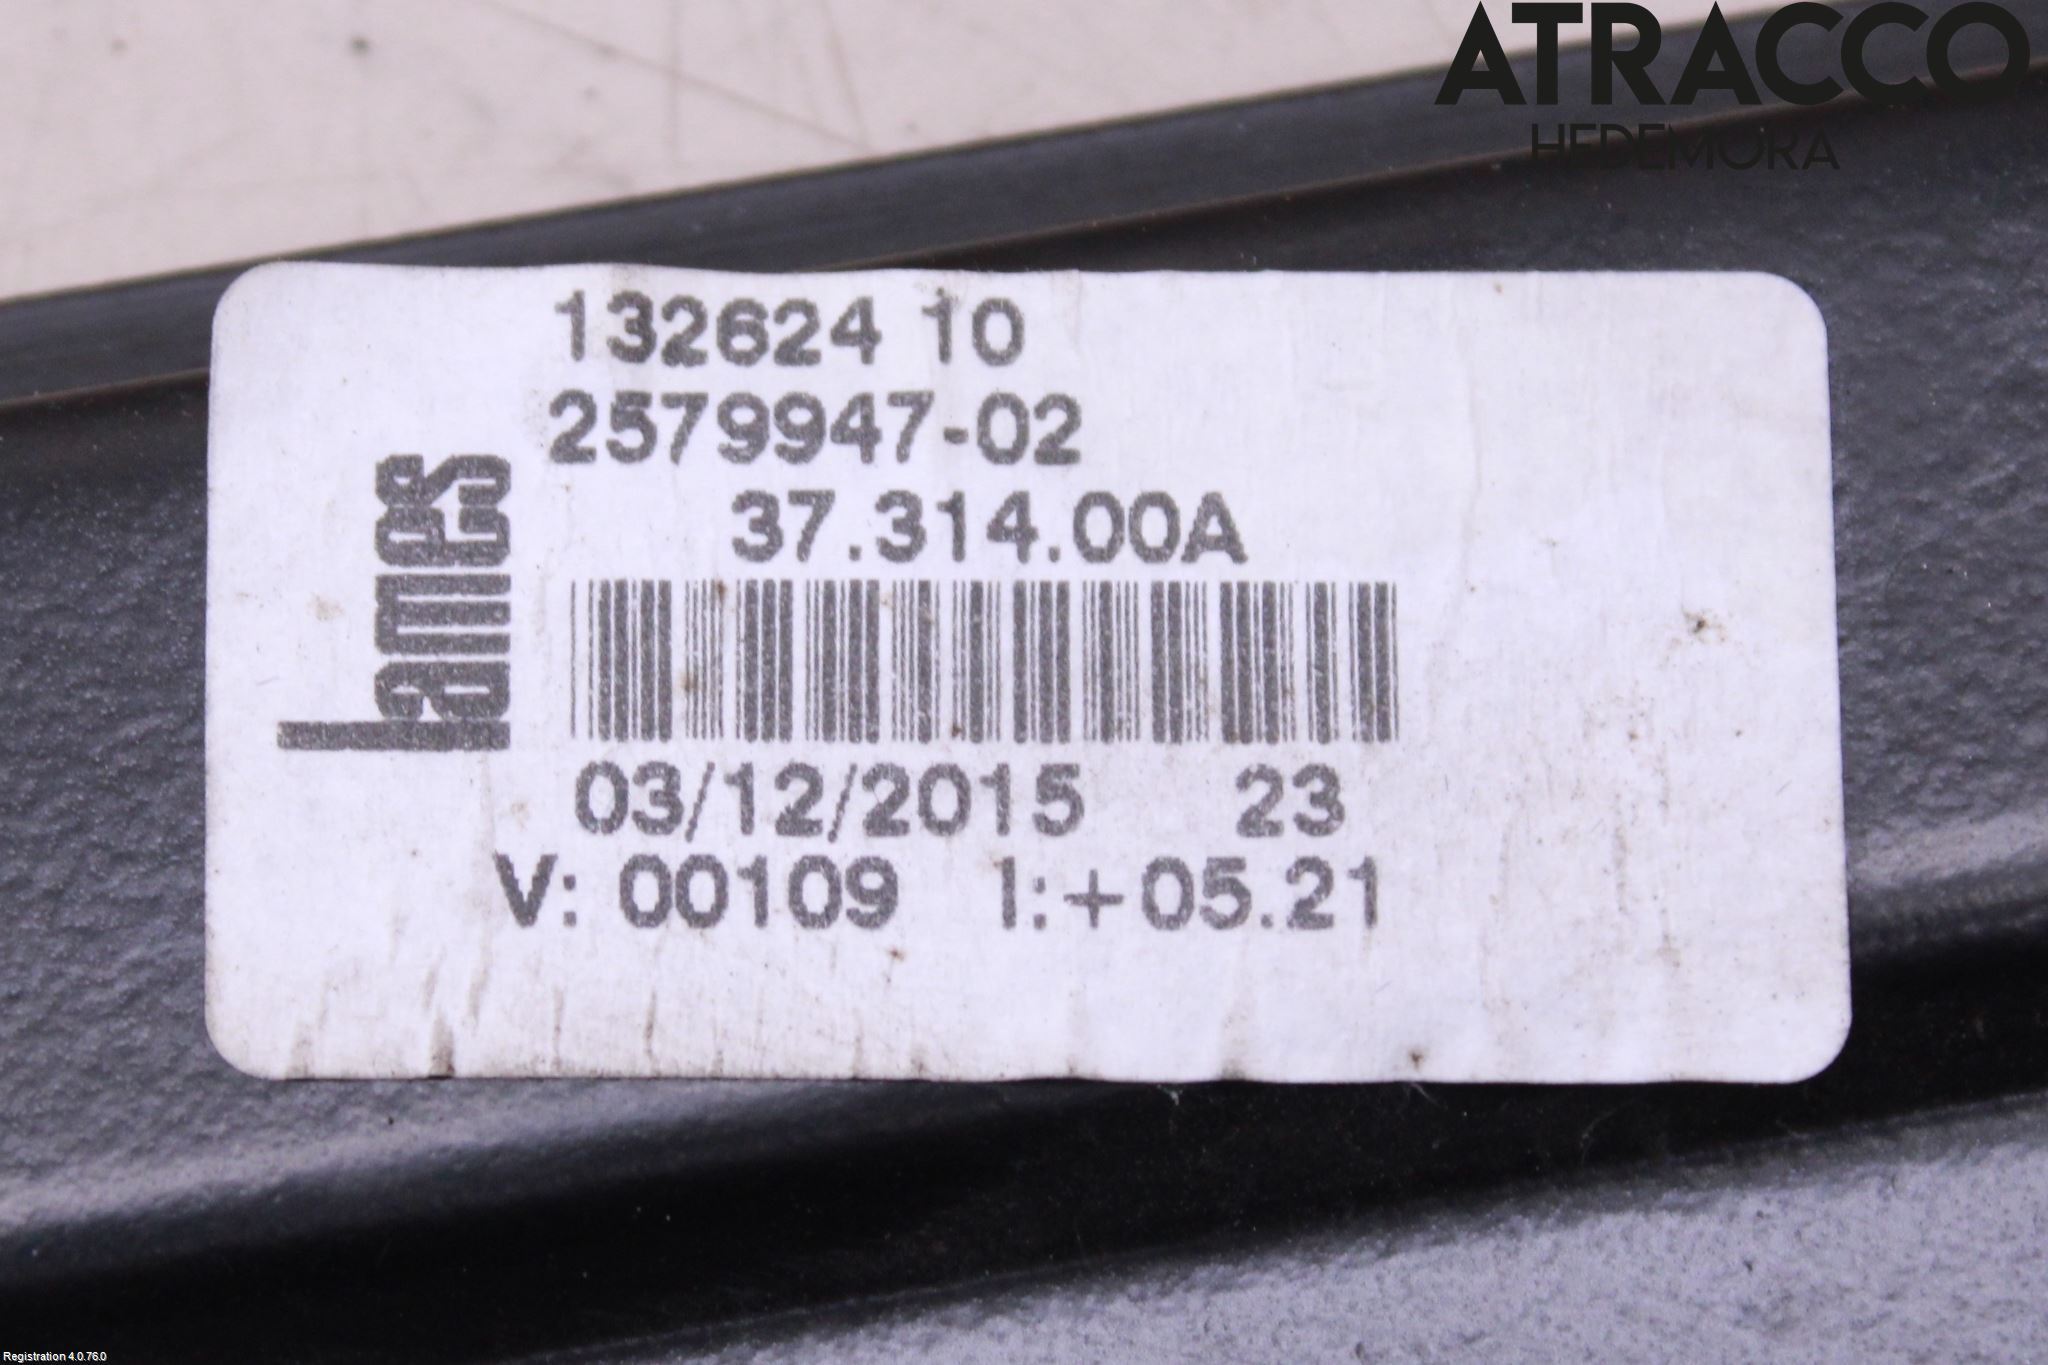 ATRACCO
HEDEMORA
132624 10
2579947-02
37.314.00A
Lames
03/12/2015 23
V: 00109 I:+05.21
Registration 4.0.76.0